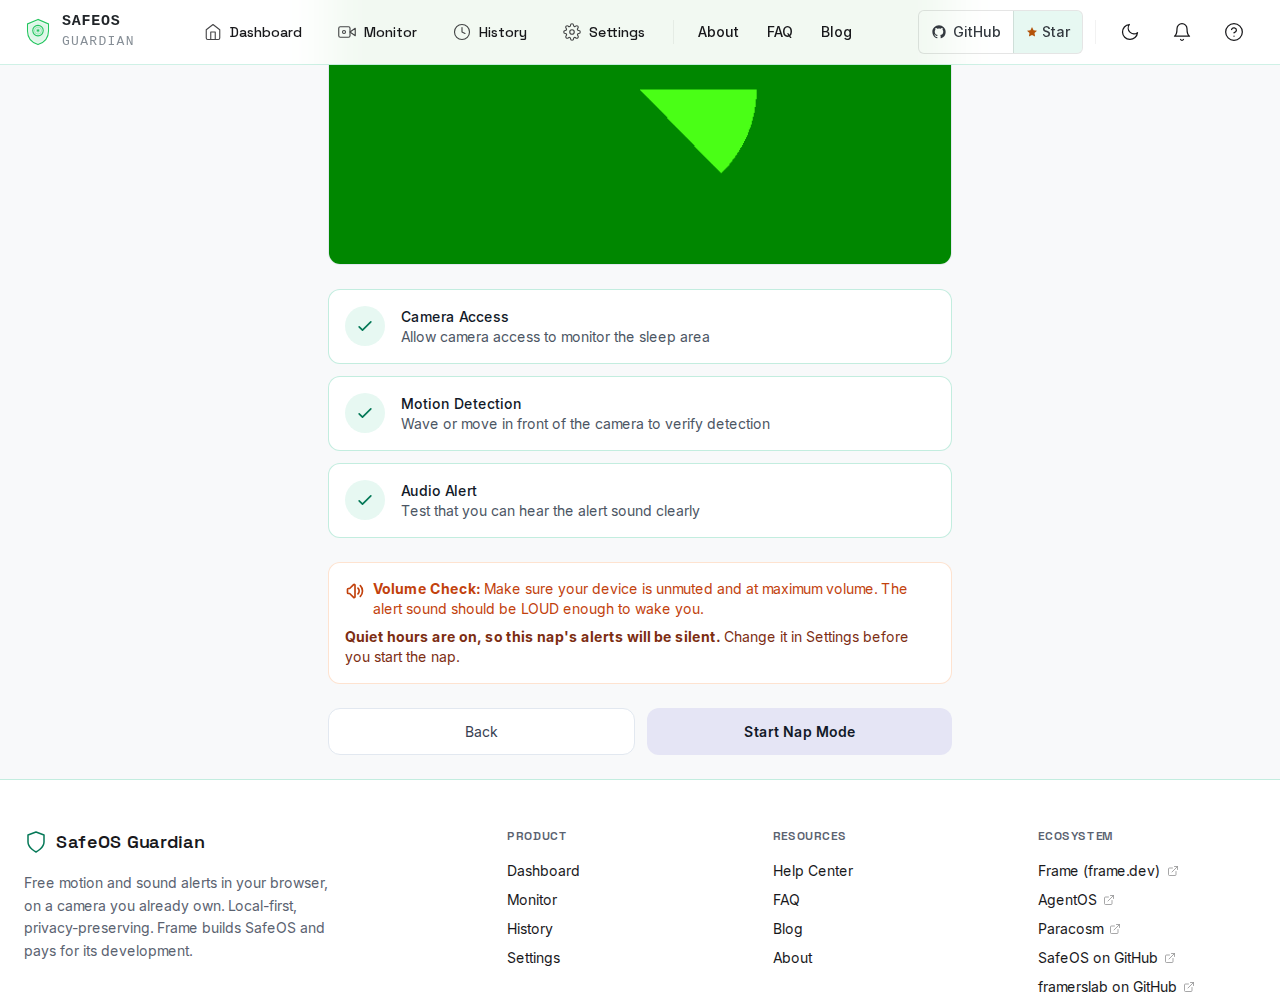 SAFEOS
GUARDIAN
Dashboard
Monitor
History
Settings
About
FAQ
Blog
GitHub
Star
Camera Access
Allow camera access to monitor the sleep area
Motion Detection
Wave or move in front of the camera to verify detection
Audio Alert
Test that you can hear the alert sound clearly
Volume Check: Make sure your device is unmuted and at maximum volume. The
alert sound should be LOUD enough to wake you.
Quiet hours are on, so this nap's alerts will be silent. Change it in Settings before
you start the nap.
Back
Start Nap Mode
SafeOS Guardian
Free motion and sound alerts in your browser,
on a camera you already own. Local-first,
privacy-preserving. Frame builds SafeOS and
pays for its development.
PRODUCT
Dashboard
Monitor
History
Settings
RESOURCES
Help Center
FAQ
Blog
About
ECOSYSTEM
Frame (frame.dev)
AgentOS
Paracosm
SafeOS on GitHub
framerslab on GitHub